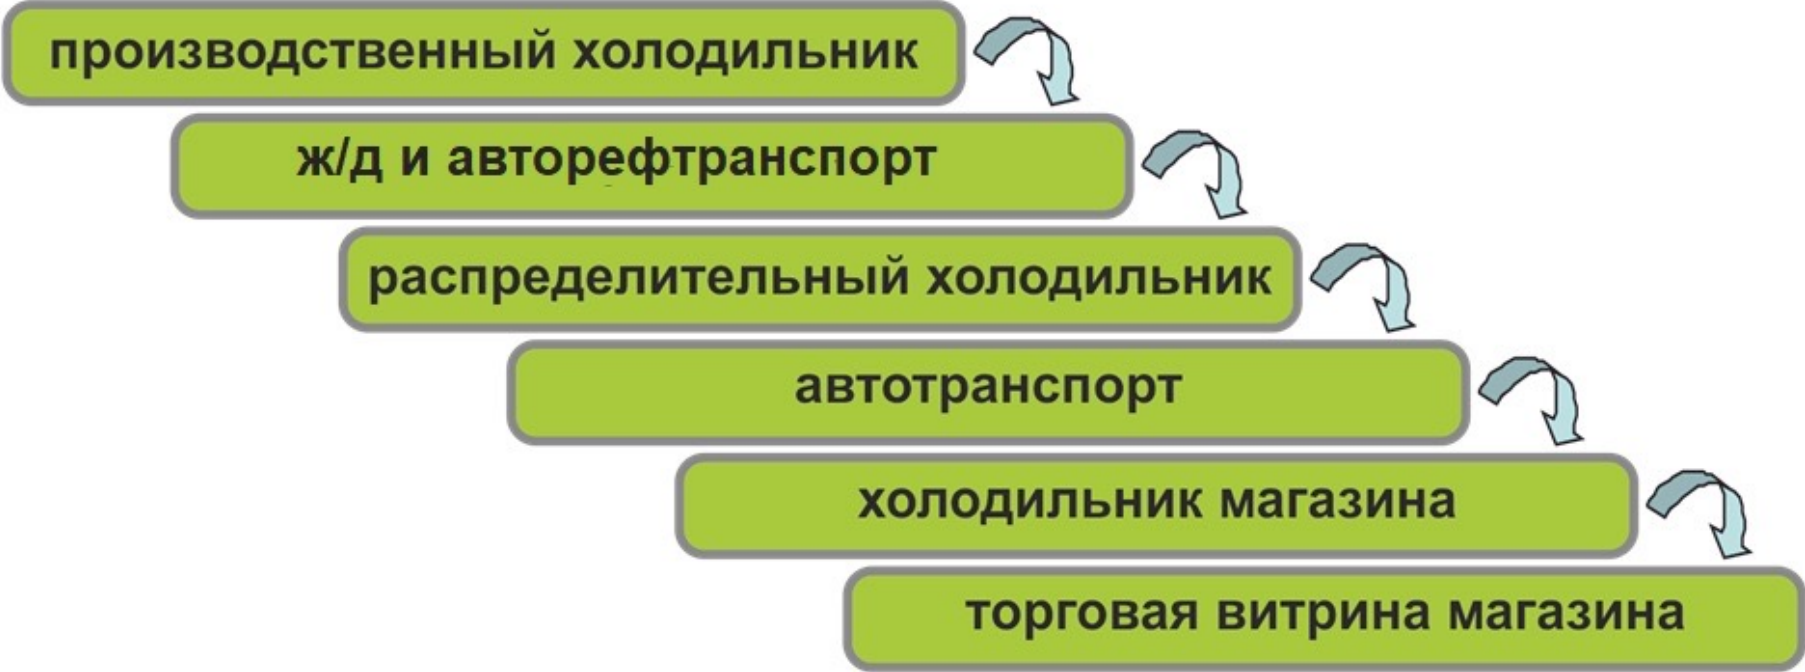 производственный холодильник
ж/д и авторефтранспорт
распределительный холодильник
автотранспорт
холодильник магазина
торговая витрина магазина